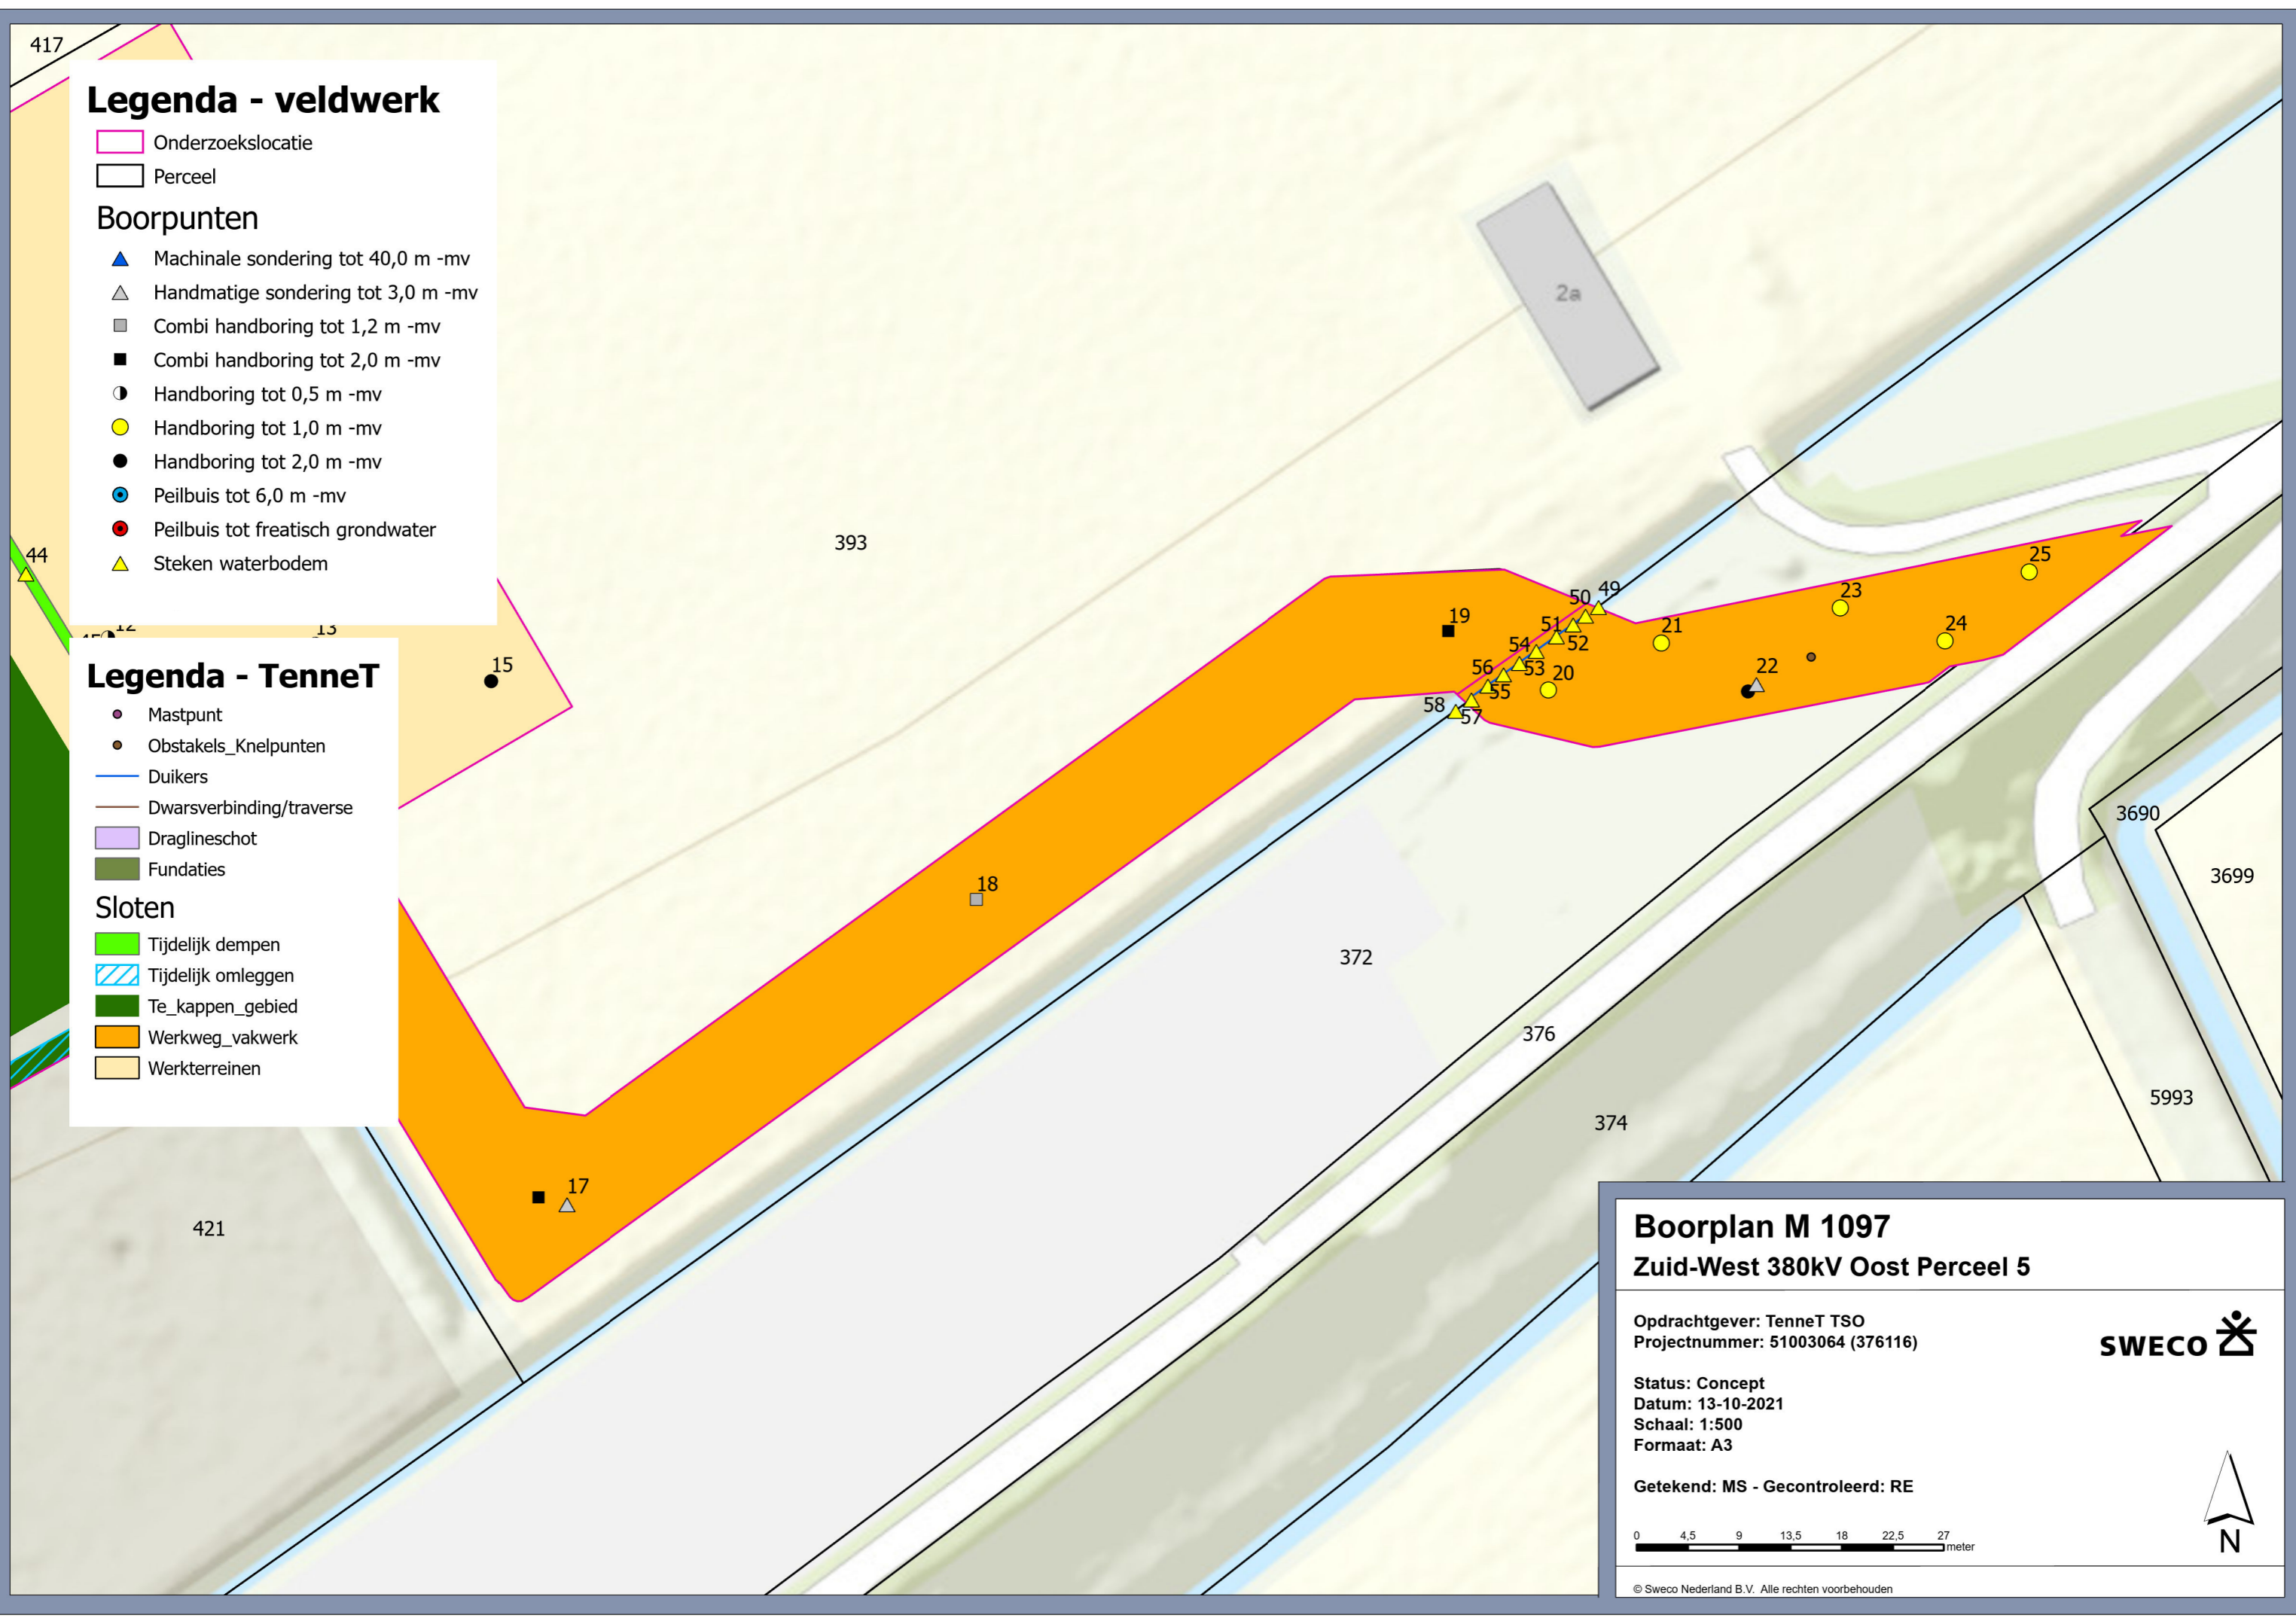 417
Legenda - veldwerk
Onderzoekslocatie
Perceel
Boorpunten
Machinale sondering tot 40,0 m -mv
Handmatige sondering tot 3,0 m -mv
Combi handboring tot 1,2 m -mv
Combi handboring tot 2,0 m -mv
Handboring tot 0,5 m -mv
Handboring tot 1,0 m -mv
Handboring tot 2,0 m -mv
Peilbuis tot 6,0 m -mv
Peilbuis tot freatisch grondwater
Steken waterbodem
44
12
13
15
Legenda - TenneT
Mastpunt
Obstakels_Knelpunten
Duikers
Dwarsverbinding/traverse
Draglineschot
Fundaties
Sloten
Tijdelijk dempen
Tijdelijk omleggen
Te_kappen_gebied
Werkweg_vakwerk
Werkterreinen
2a
393
49
50
51
52
54
53
56
55
58
57
19
20
21
22
23
24
25
18
17
421
372
376
374
3690
3699
5993
Boorplan M 1097
Zuid-West 380kV Oost Perceel 5
Opdrachtgever: TenneT TSO
Projectnummer: 51003064 (376116)
SWECO
Status: Concept
Datum: 13-10-2021
Schaal: 1:500
Formaat: A3
Getekend: MS - Gecontroleerd: RE
0 4,5 9 13,5 18 22,5 27
meter
N
© Sweco Nederland B.V. Alle rechten voorbehouden